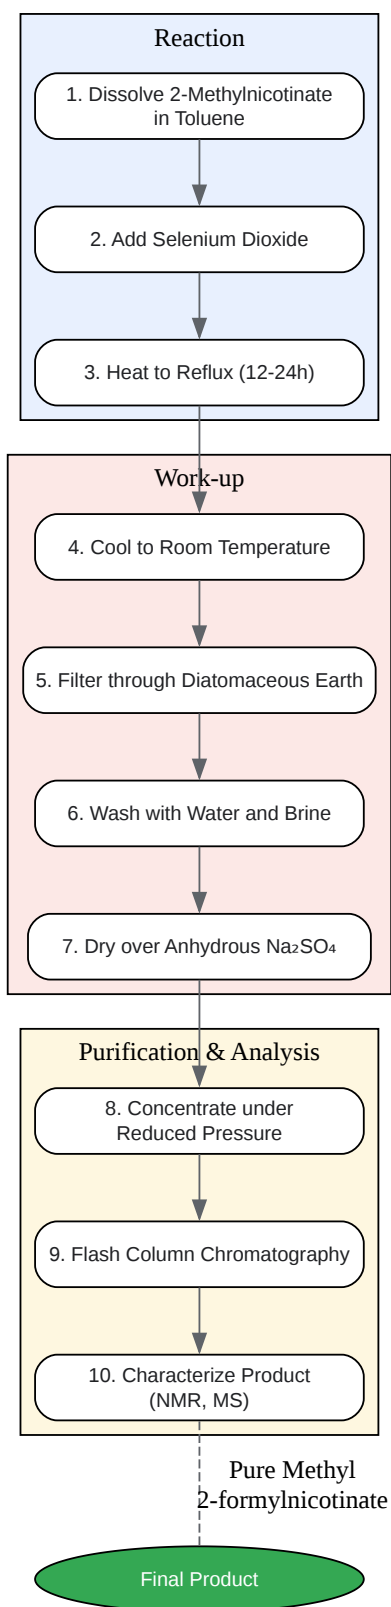 Reaction
1. Dissolve 2-Methylnicotinate
in Toluene
2. Add Selenium Dioxide
3. Heat to Reflux (12-24h)
Work-up
4. Cool to Room Temperature
5. Filter through Diatomaceous Earth
6. Wash with Water and Brine
7. Dry over Anhydrous Na₂SO₄
Purification & Analysis
8. Concentrate under
Reduced Pressure
9. Flash Column Chromatography
10. Characterize Product
(NMR, MS)
Pure Methyl
2-formylnicotinate
Final Product